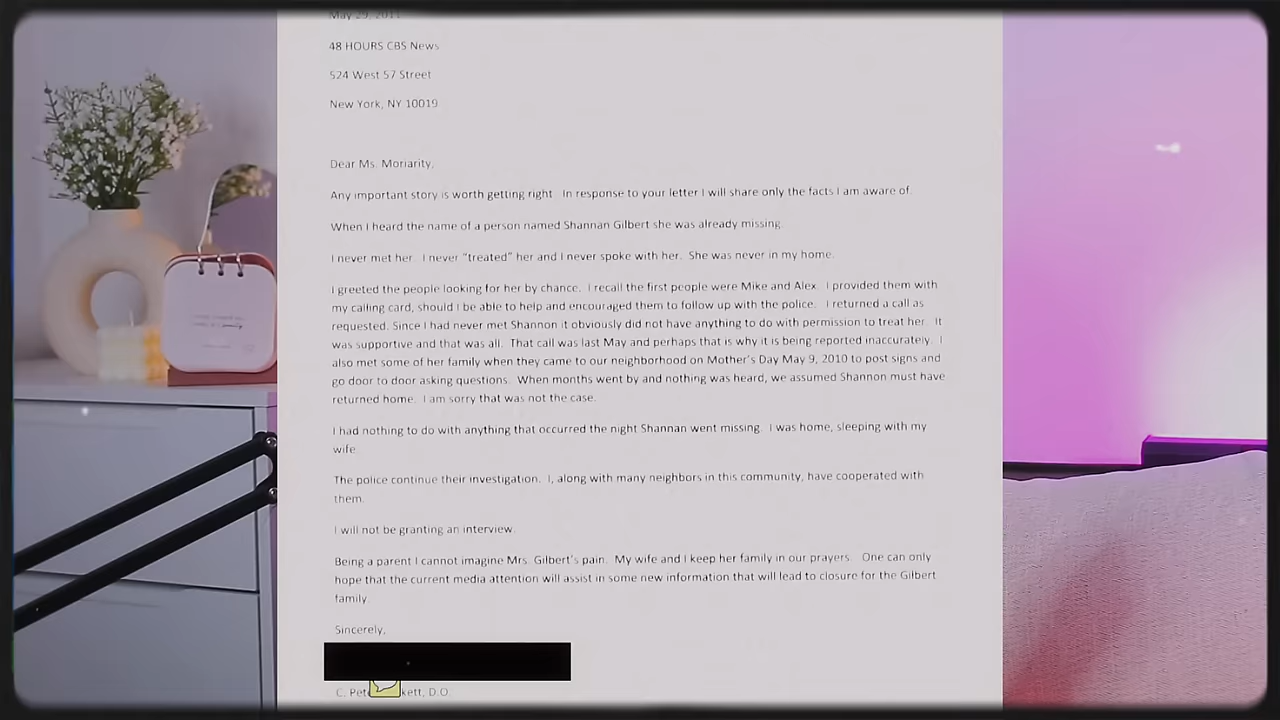 May 29, 2011
48 HOURS CBS News
524 West 57 Street
New York, NY 10019
Dear Ms. Moriarity,
Any important story is worth getting right In response to your letter I will share only the facts I am aware of.
When I heard the name of a person named Shannan Gilbert she was already missing
I never met her I never "treated" her and I never spoke with her. She was never in my home.
I greeted the people looking for her by chance. I recall the first people were Mike and Alex. I provided them with
my calling card, should I be able to help and encouraged them to follow up with the police. I returned a call as
requested. Since I had never met Shannon it obviously did not have anything to do with permission to treat her. It
was supportive and that was all. That call was last May and perhaps that is why it is being reported inaccurately. I
also met some of her family when they came to our neighborhood on Mother's Day May 9, 2010 to post signs and
go door to door asking questions. When months went by and nothing was heard, we assumed Shannon must have
returned home. I am sorry that was not the case.
I had nothing to do with anything that occurred the night Shannan went missing. I was home, sleeping with my
wife.
The police continue their investigation. I, along with many neighbors in this community, have cooperated with
them.
I will not be granting an interview.
Being a parent I cannot imagine Mrs. Gilbert's pain. My wife and I keep her family in our prayers. One can only
hope that the current media attention will assist in some new information that will lead to closure for the Gilbert
family.
Sincerely,
C. Pet kett, D.O.